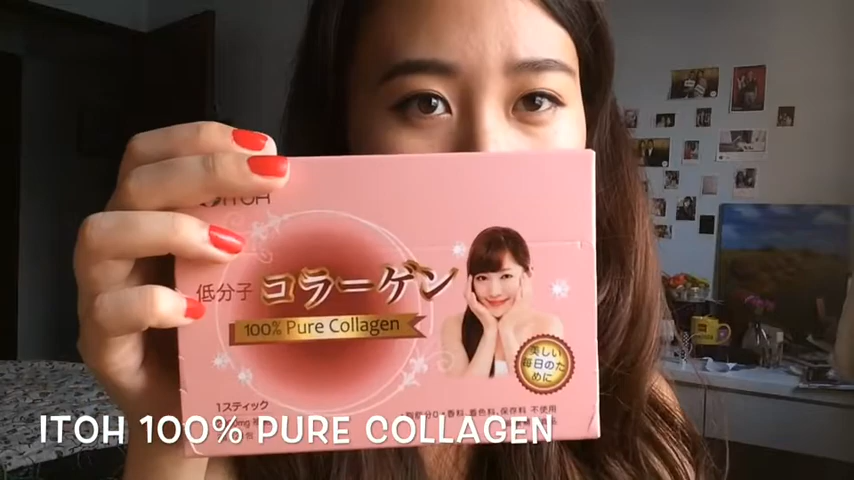 ITOH
低分子
コラーゲン
100% Pure Collagen
美しい
毎日のた
めに
1スティック
ITOH 100% PURE COLLAGEN